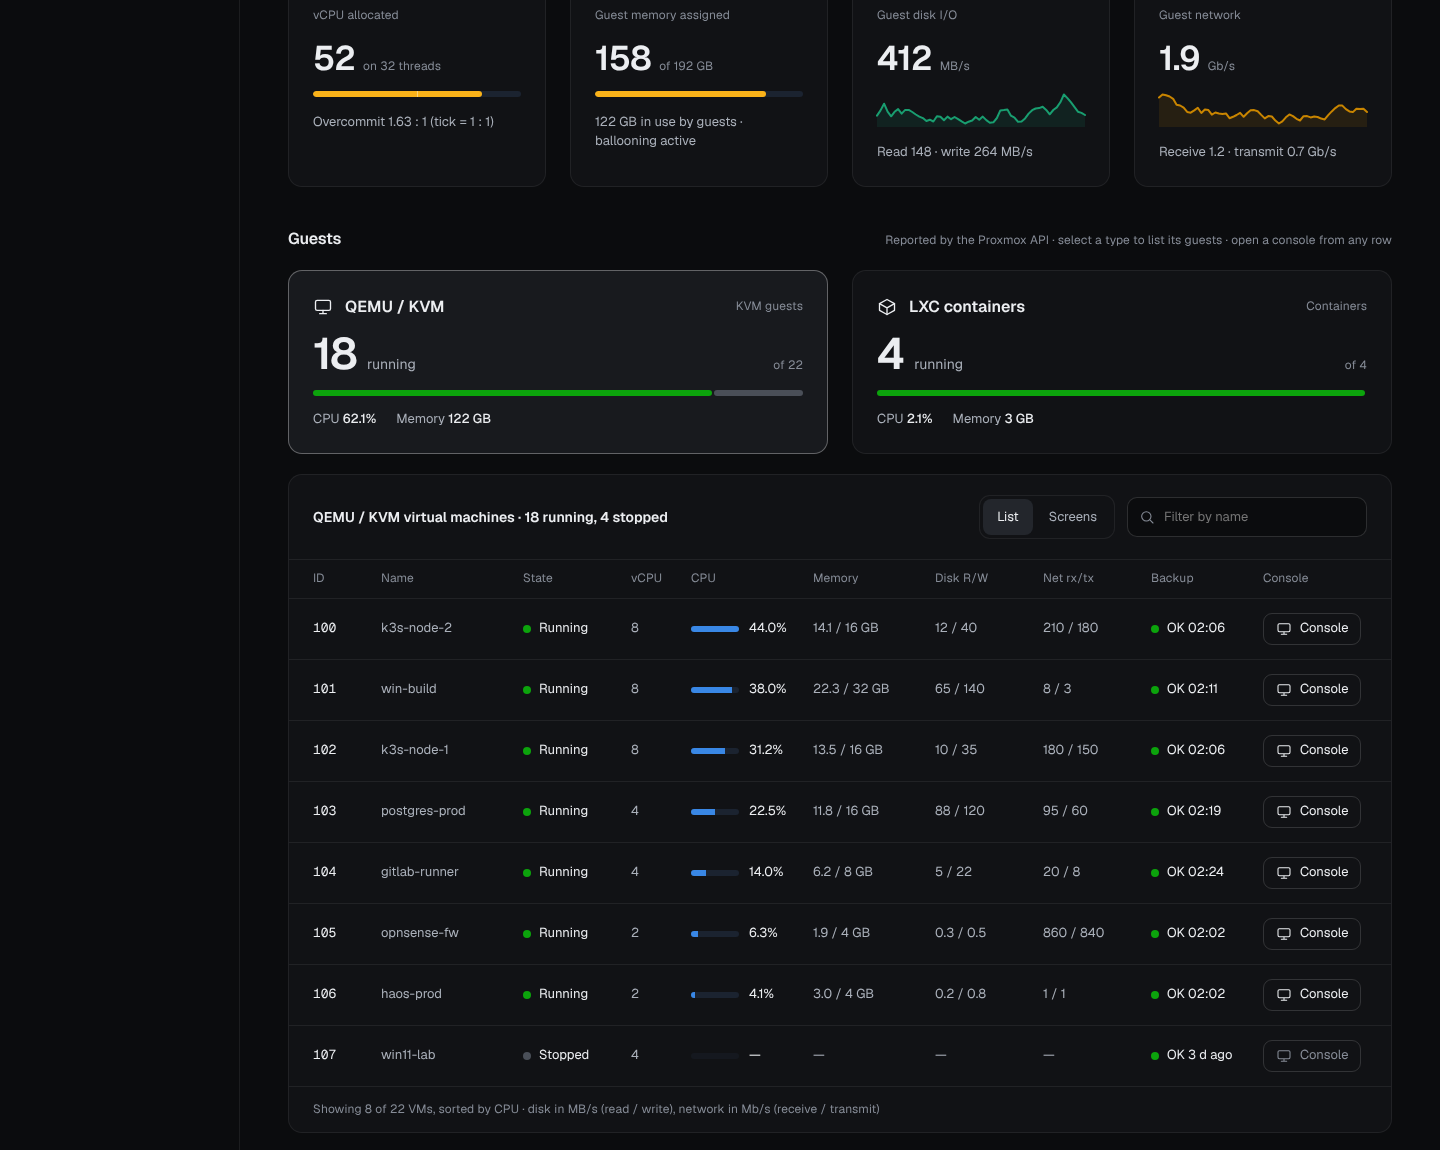 vCPU allocated
52 on 32 threads
Overcommit 1.63 : 1 (tick = 1 : 1)
Guest memory assigned
158 of 192 GB
122 GB in use by guests ·
ballooning active
Guest disk I/O
412 MB/s
Read 148 · write 264 MB/s
Guest network
1.9 Gb/s
Receive 1.2 · transmit 0.7 Gb/s
Guests
Reported by the Proxmox API · select a type to list its guests · open a console from any row
QEMU / KVM KVM guests
18 running of 22
CPU 62.1% Memory 122 GB
LXC containers Containers
4 running of 4
CPU 2.1% Memory 3 GB
QEMU / KVM virtual machines · 18 running, 4 stopped List Screens Filter by name
ID Name State vCPU CPU Memory Disk R/W Net rx/tx Backup Console
100 k3s-node-2 Running 8 44.0% 14.1 / 16 GB 12 / 40 210 / 180 OK 02:06 Console
101 win-build Running 8 38.0% 22.3 / 32 GB 65 / 140 8 / 3 OK 02:11 Console
102 k3s-node-1 Running 8 31.2% 13.5 / 16 GB 10 / 35 180 / 150 OK 02:06 Console
103 postgres-prod Running 4 22.5% 11.8 / 16 GB 88 / 120 95 / 60 OK 02:19 Console
104 gitlab-runner Running 4 14.0% 6.2 / 8 GB 5 / 22 20 / 8 OK 02:24 Console
105 opnsense-fw Running 2 6.3% 1.9 / 4 GB 0.3 / 0.5 860 / 840 OK 02:02 Console
106 haos-prod Running 2 4.1% 3.0 / 4 GB 0.2 / 0.8 1 / 1 OK 02:02 Console
107 win11-lab Stopped 4 — — — — OK 3 d ago Console
Showing 8 of 22 VMs, sorted by CPU · disk in MB/s (read / write), network in Mb/s (receive / transmit)